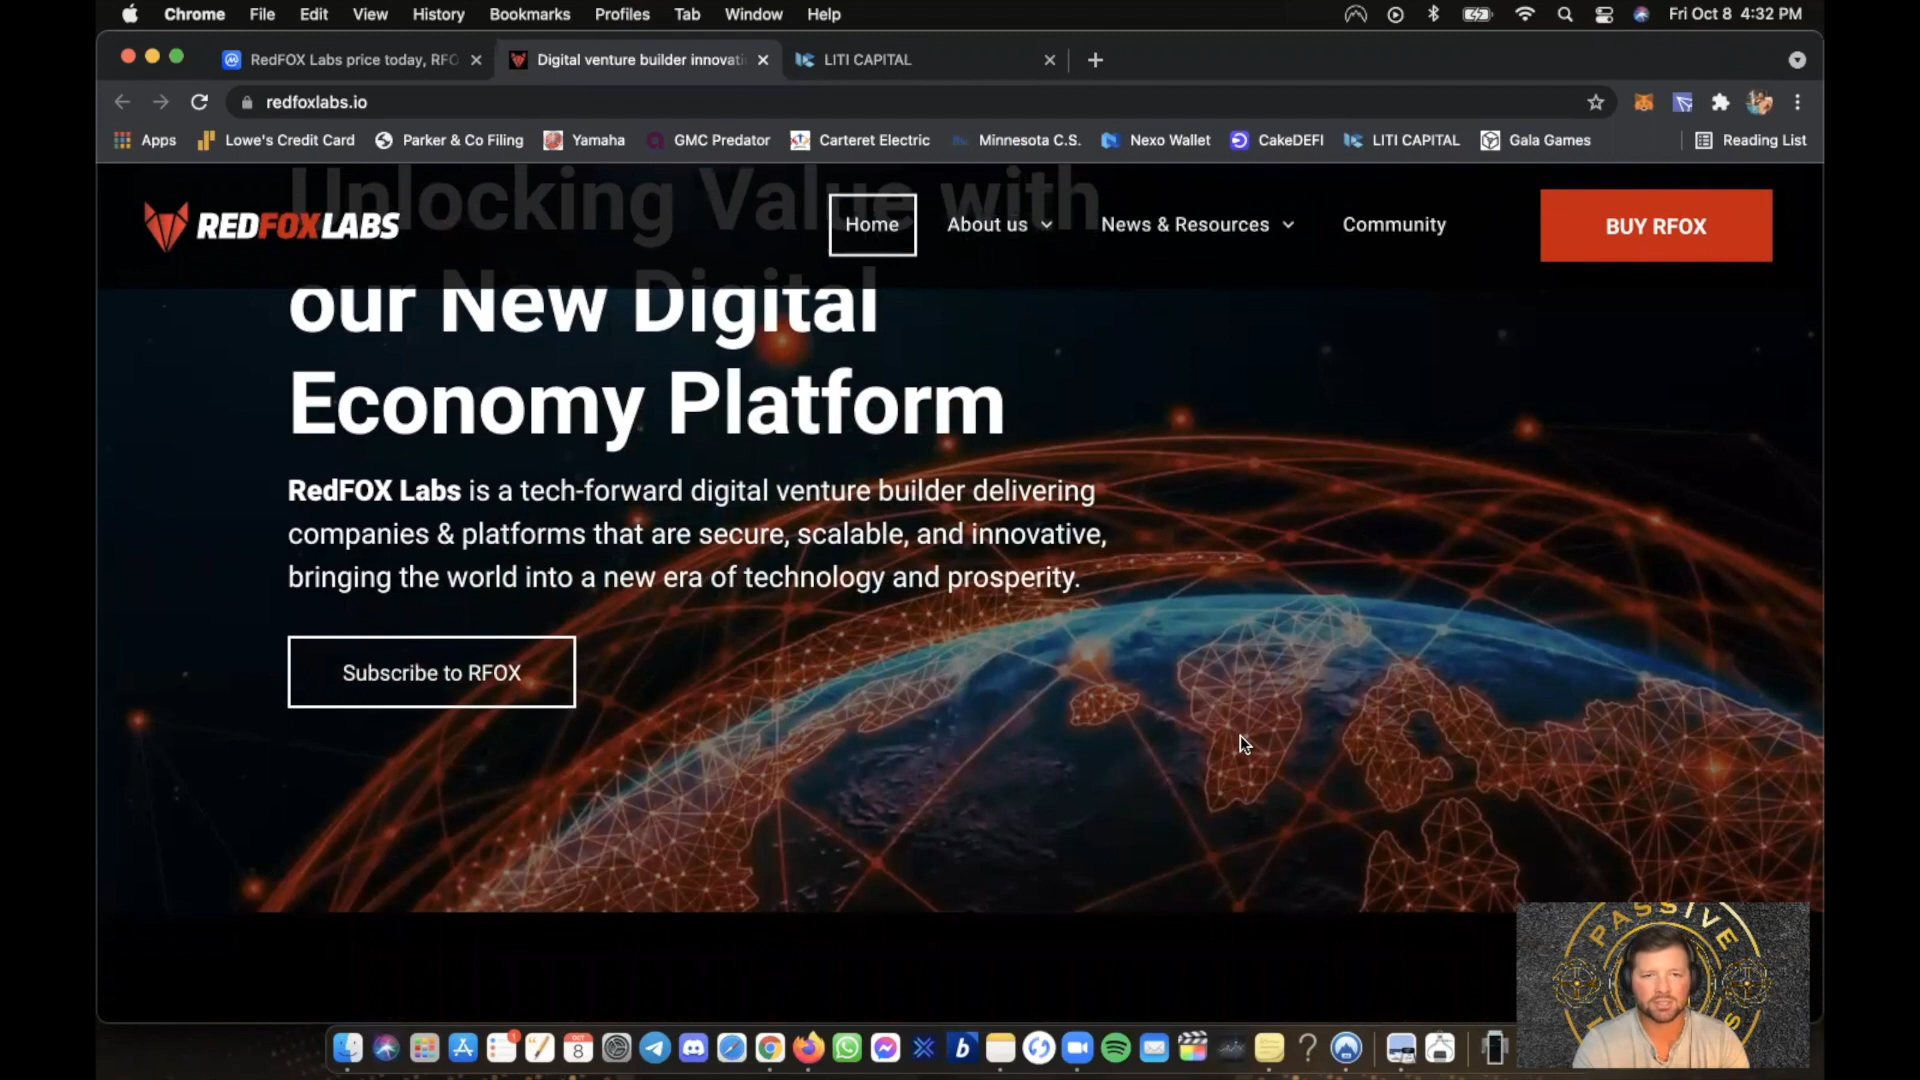 Chrome File Edit View History Bookmarks Profiles Tab Window Help Fri Oct 8 4:32 PM
RedFOX Labs price today, RFO Digital venture builder innovati LITI CAPITAL
redfoxlabs.io
Apps Lowe's Credit Card Parker & Co Filing Yamaha GMC Predator Carteret Electric Minnesota C.S. Nexo Wallet CakeDEFI LITI CAPITAL Gala Games Reading List
REDFOXLABS Home About us News & Resources Community BUY RFOX
Unlocking Value with
our New Digital
Economy Platform
RedFOX Labs is a tech-forward digital venture builder delivering
companies & platforms that are secure, scalable, and innovative,
bringing the world into a new era of technology and prosperity.
Subscribe to RFOX
PASSIVE
OCT
8
1
b
?